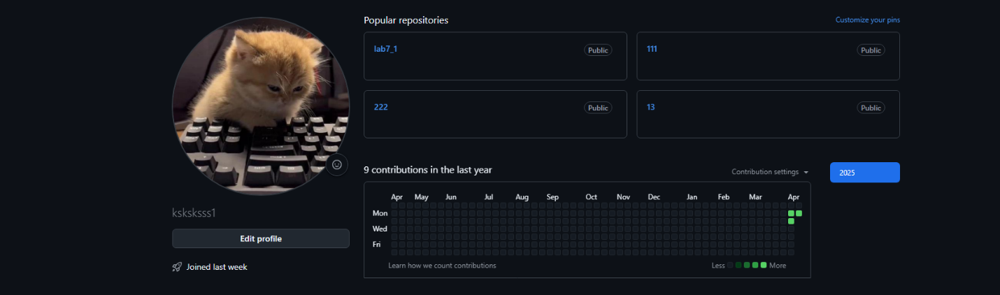 Popular repositories
Customize your pins
lab7_1
Public
111
Public
222
Public
13
Public
9 contributions in the last year
Contribution settings
2025
Apr May Jun Jul Aug Sep Oct Nov Dec Jan Feb Mar Apr
Mon
Wed
Fri
Learn how we count contributions
Less
More
ksksksss1
Edit profile
Joined last week